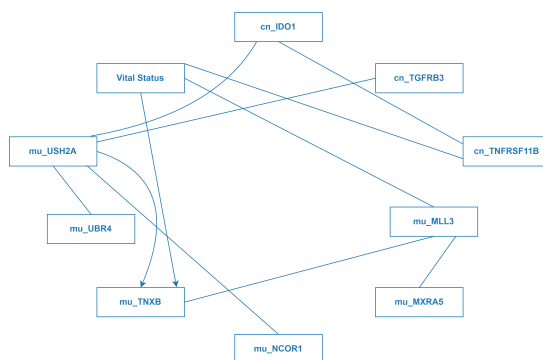 cn_IDO1
Vital Status
cn_TGFRB3
mu_USH2A
cn_TNFRSF11B
mu_UBR4
mu_MLL3
mu_TNXB
mu_MXRA5
mu_NCOR1